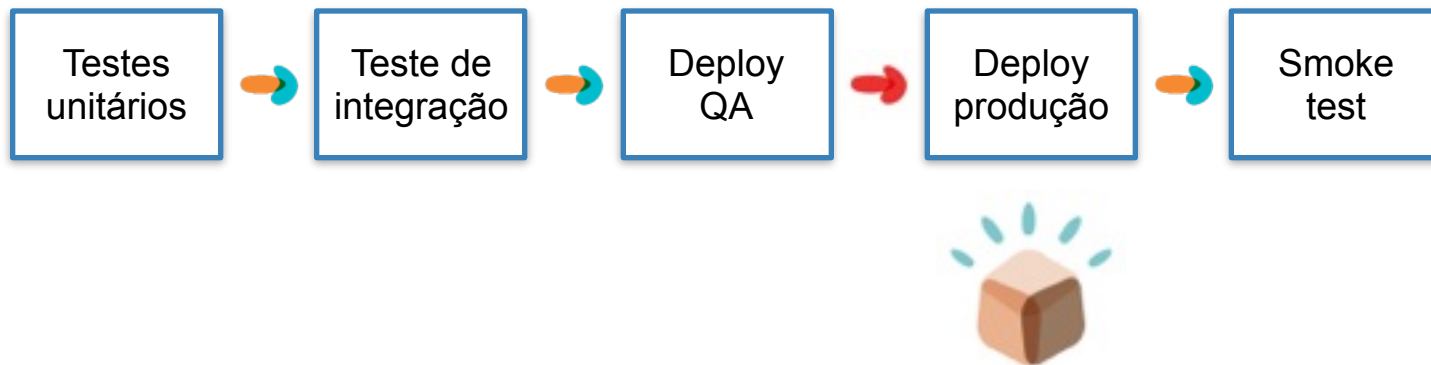 Testes
unitários
Teste de
integração
Deploy
QA
Deploy
produção
Smoke
test